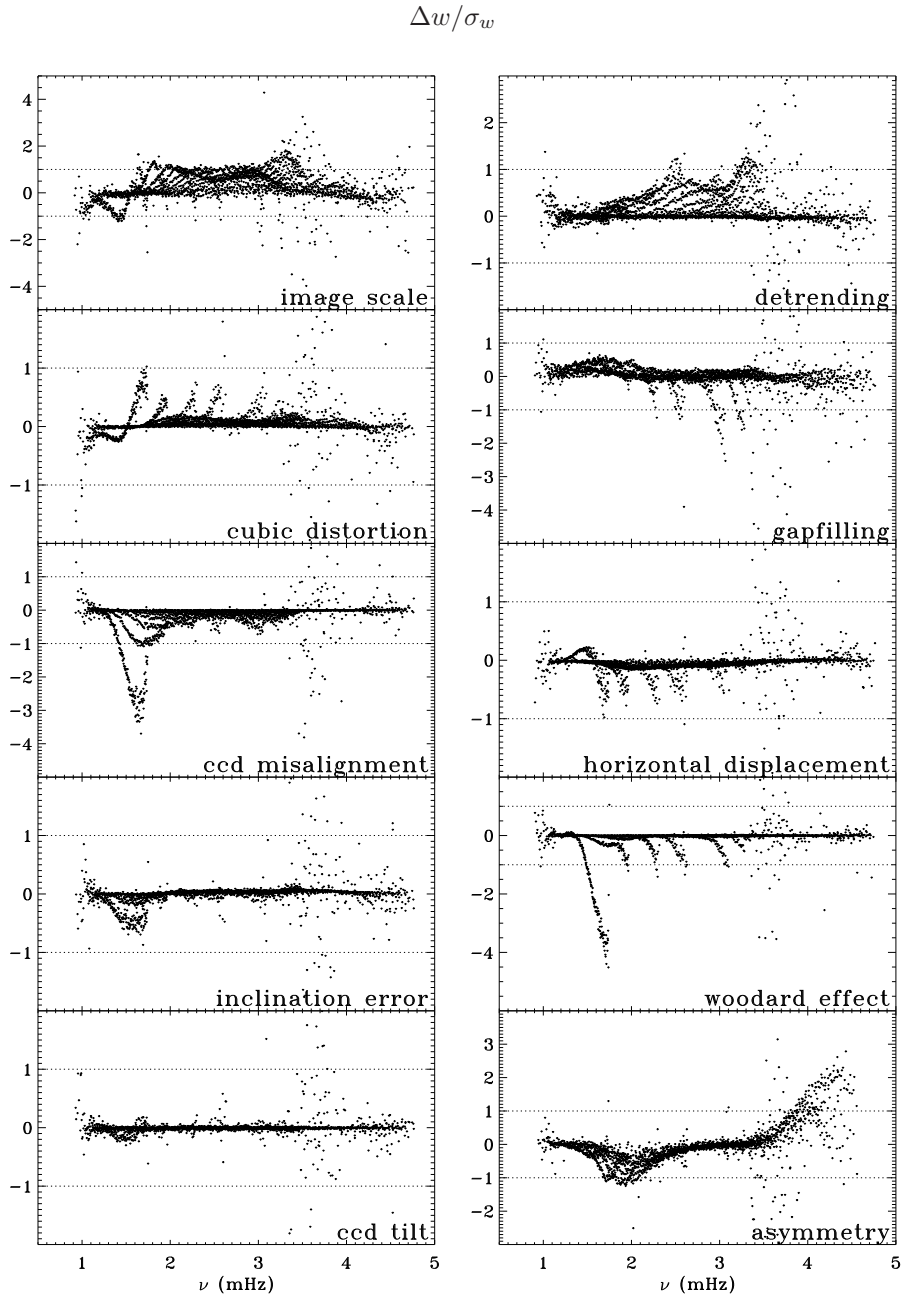 Δw/σ_w
4
2
0
−2
−4
image scale
2
1
0
−1
detrending
1
0
−1
cubic distortion
1
0
−1
−2
−3
−4
gapfilling
1
0
−1
−2
−3
−4
ccd misalignment
1
0
−1
horizontal displacement
1
0
−1
inclination error
0
−2
−4
woodard effect
1
0
−1
ccd tilt
3
2
1
0
−1
−2
asymmetry
1 2 3 4 5
1 2 3 4 5
ν (mHz)
ν (mHz)